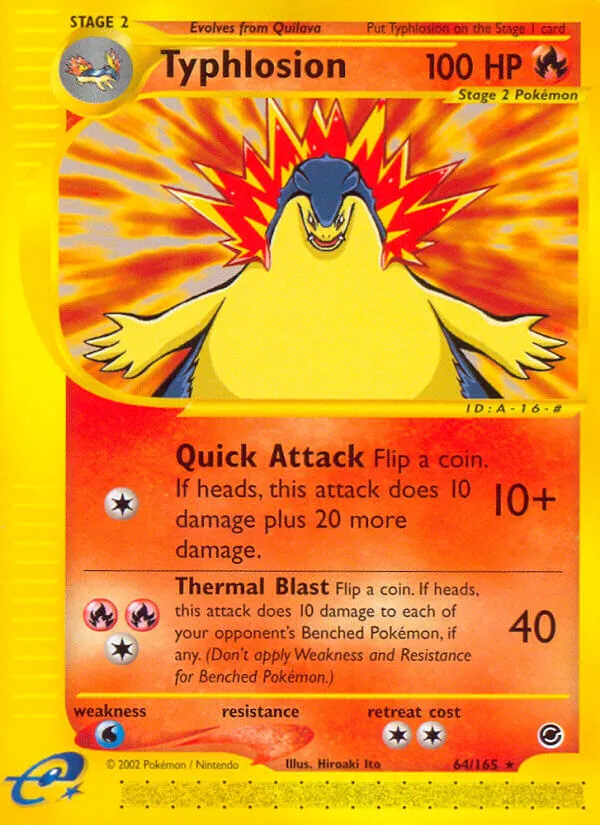 STAGE 2
Evolves from Quilava
Put Typhlosion on the Stage 1 card
Typhlosion
100 HP
Stage 2 Pokémon
ID:A-16-#
Quick Attack Flip a coin.
If heads, this attack does 10
damage plus 20 more
damage.
10+
Thermal Blast Flip a coin. If heads,
this attack does 10 damage to each of
your opponent's Benched Pokémon, if
any. (Don't apply Weakness and Resistance
for Benched Pokémon.)
40
weakness
resistance
retreat cost
© 2002 Pokémon / Nintendo
Illus. Hiroaki Ito
64/165 ★
e